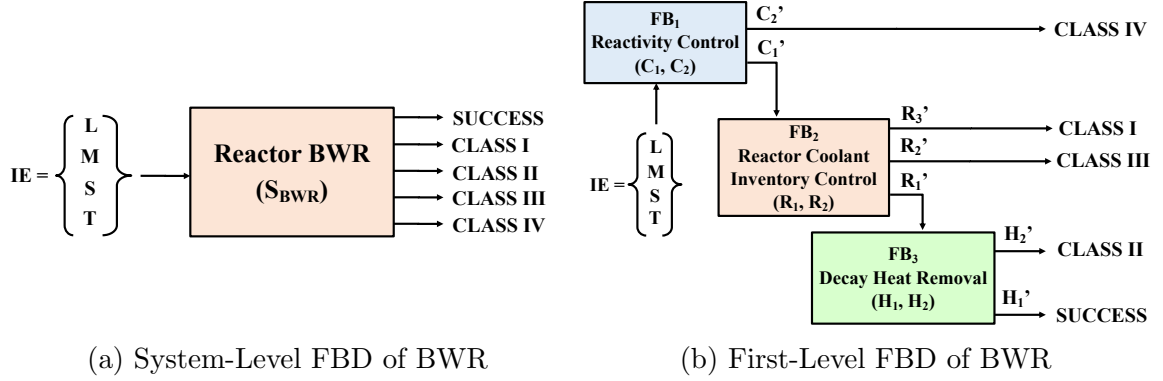 IE =
L
M
S
T
Reactor BWR
(S_BWR)
SUCCESS
CLASS I
CLASS II
CLASS III
CLASS IV
(a) System-Level FBD of BWR
FB₁
Reactivity Control
(C₁, C₂)
C₂’
CLASS IV
C₁’
IE =
L
M
S
T
FB₂
Reactor Coolant
Inventory Control
(R₁, R₂)
R₃’
CLASS I
R₂’
CLASS III
R₁’
FB₃
Decay Heat Removal
(H₁, H₂)
H₂’
CLASS II
H₁’
SUCCESS
(b) First-Level FBD of BWR